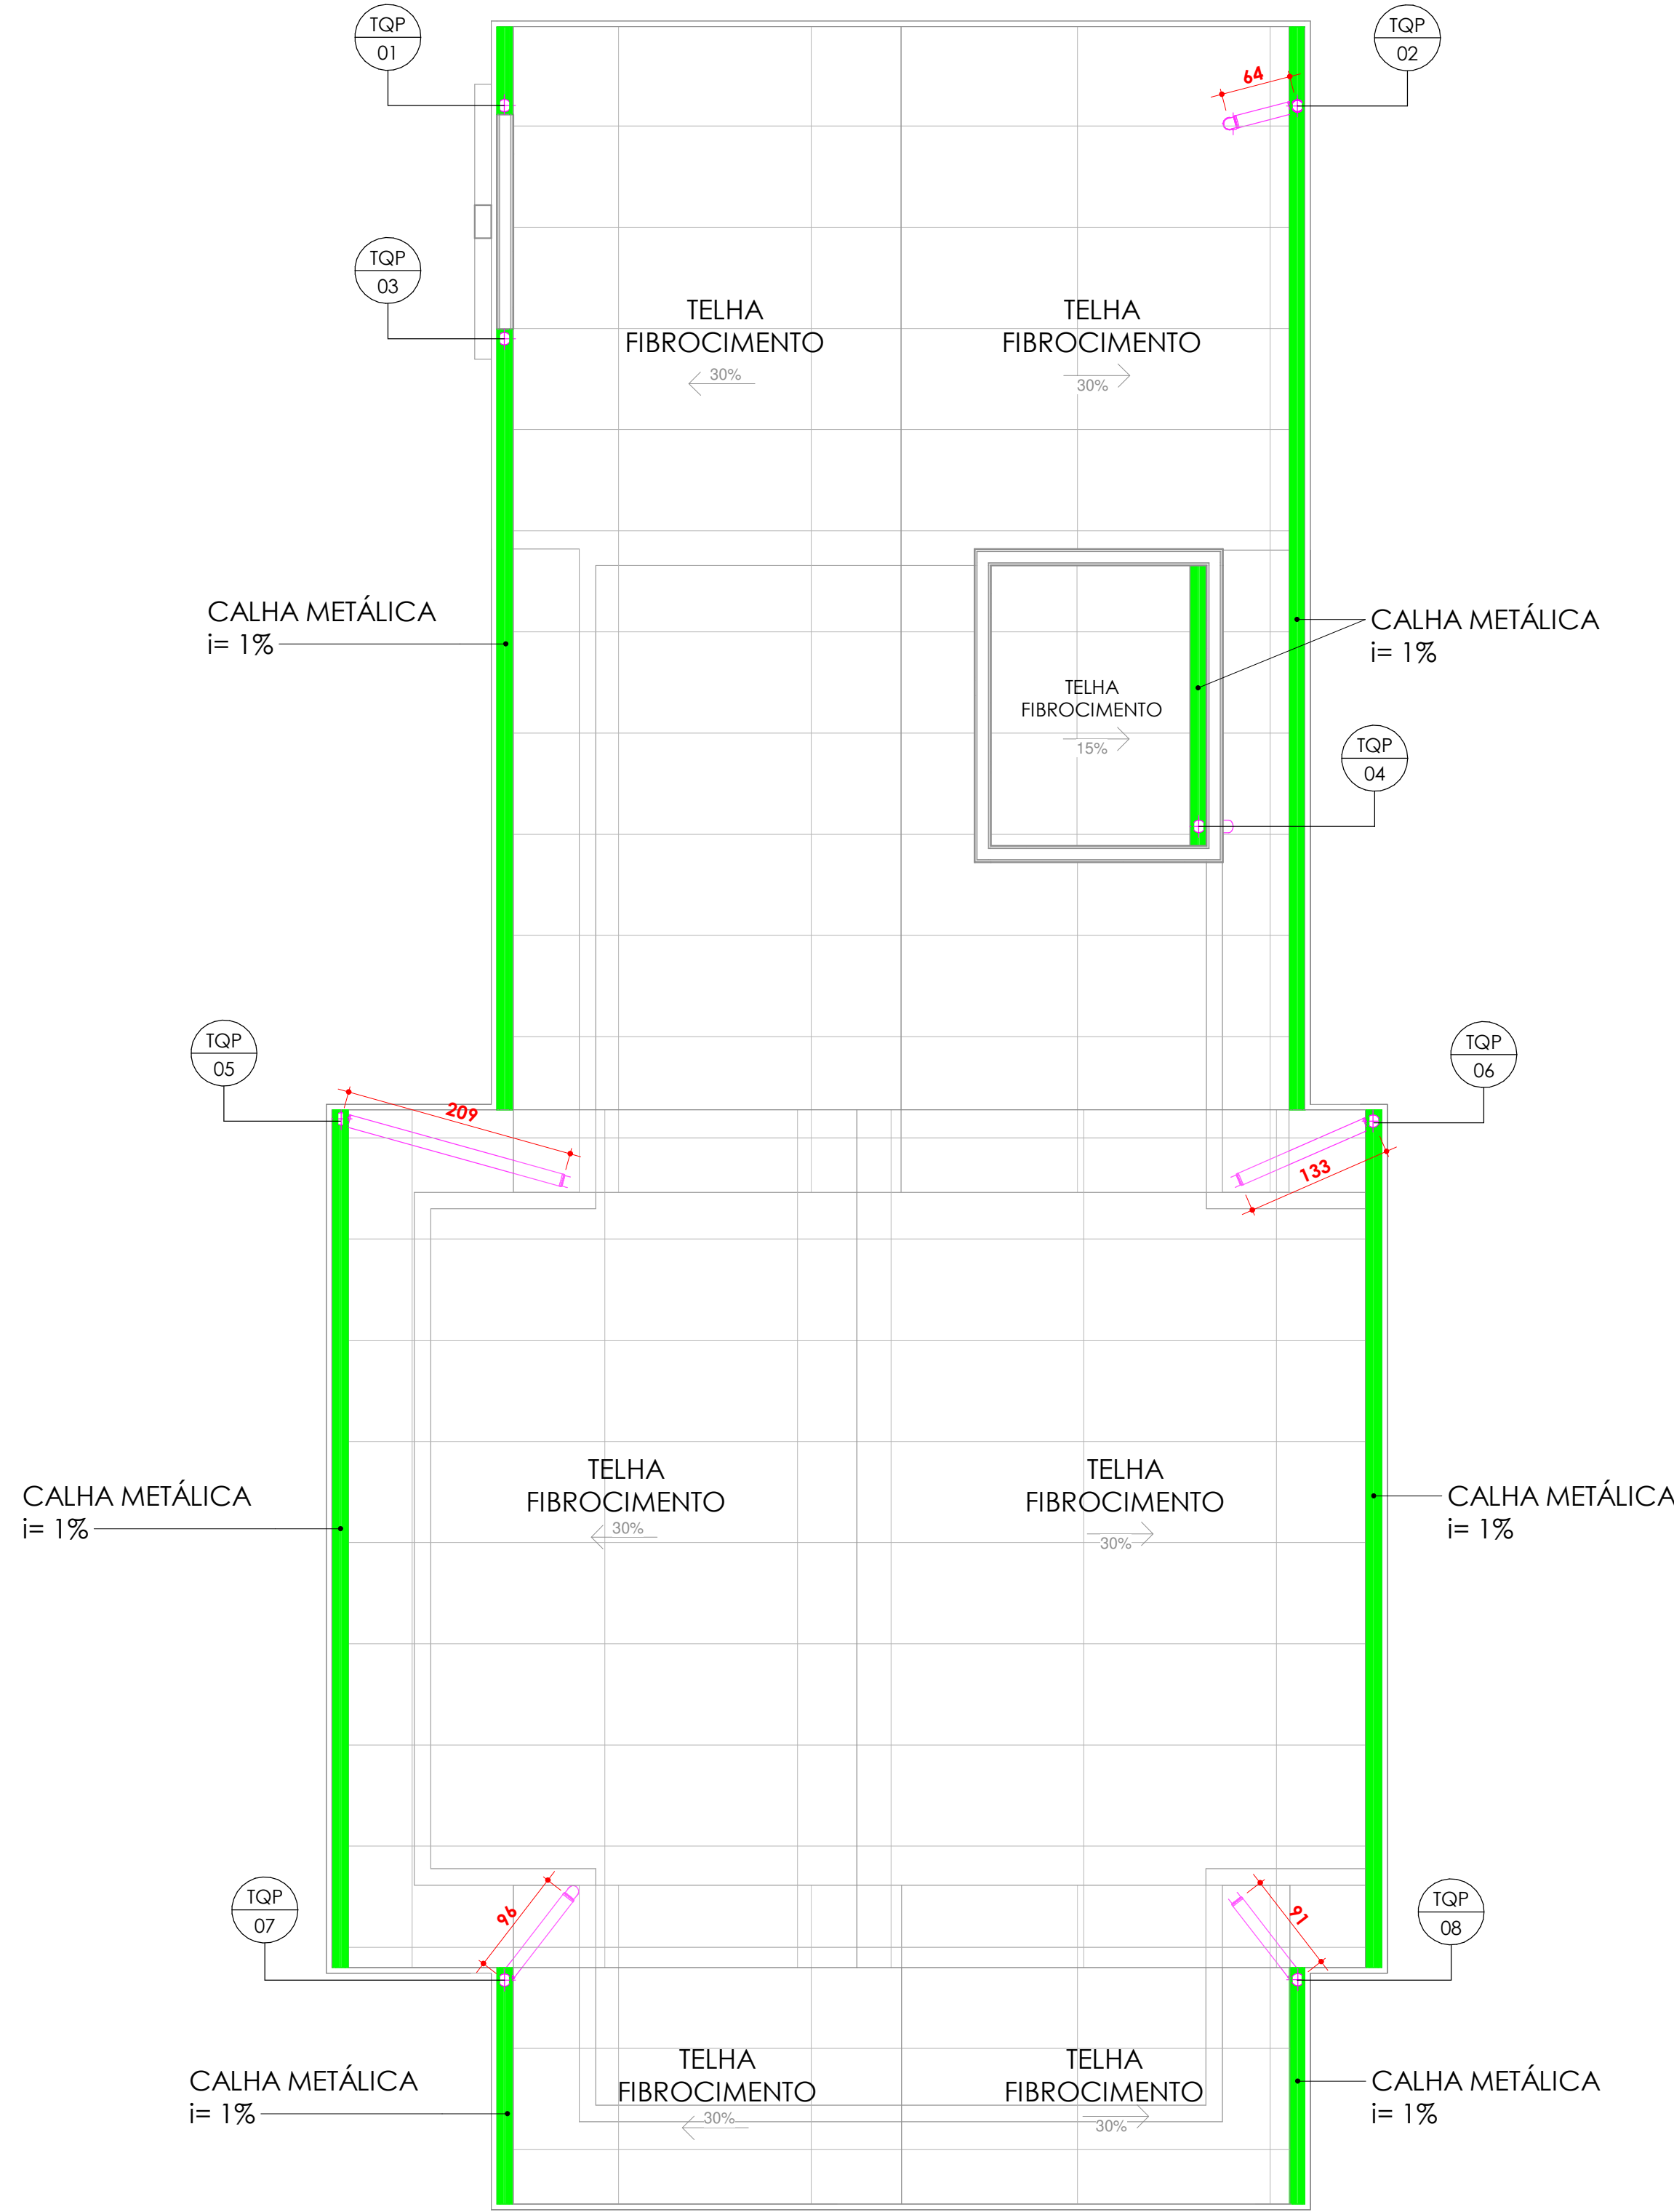 TQP
01
TQP
02
64
TQP
03
TELHA
FIBROCIMENTO
30%
TELHA
FIBROCIMENTO
30%
CALHA METÁLICA
i= 1%
CALHA METÁLICA
i= 1%
TELHA
FIBROCIMENTO
15%
TQP
04
TQP
05
TQP
06
209
133
TELHA
FIBROCIMENTO
30%
TELHA
FIBROCIMENTO
30%
CALHA METÁLICA
i= 1%
CALHA METÁLICA
i= 1%
TQP
07
96
91
TQP
08
TELHA
FIBROCIMENTO
30%
TELHA
FIBROCIMENTO
30%
CALHA METÁLICA
i= 1%
CALHA METÁLICA
i= 1%